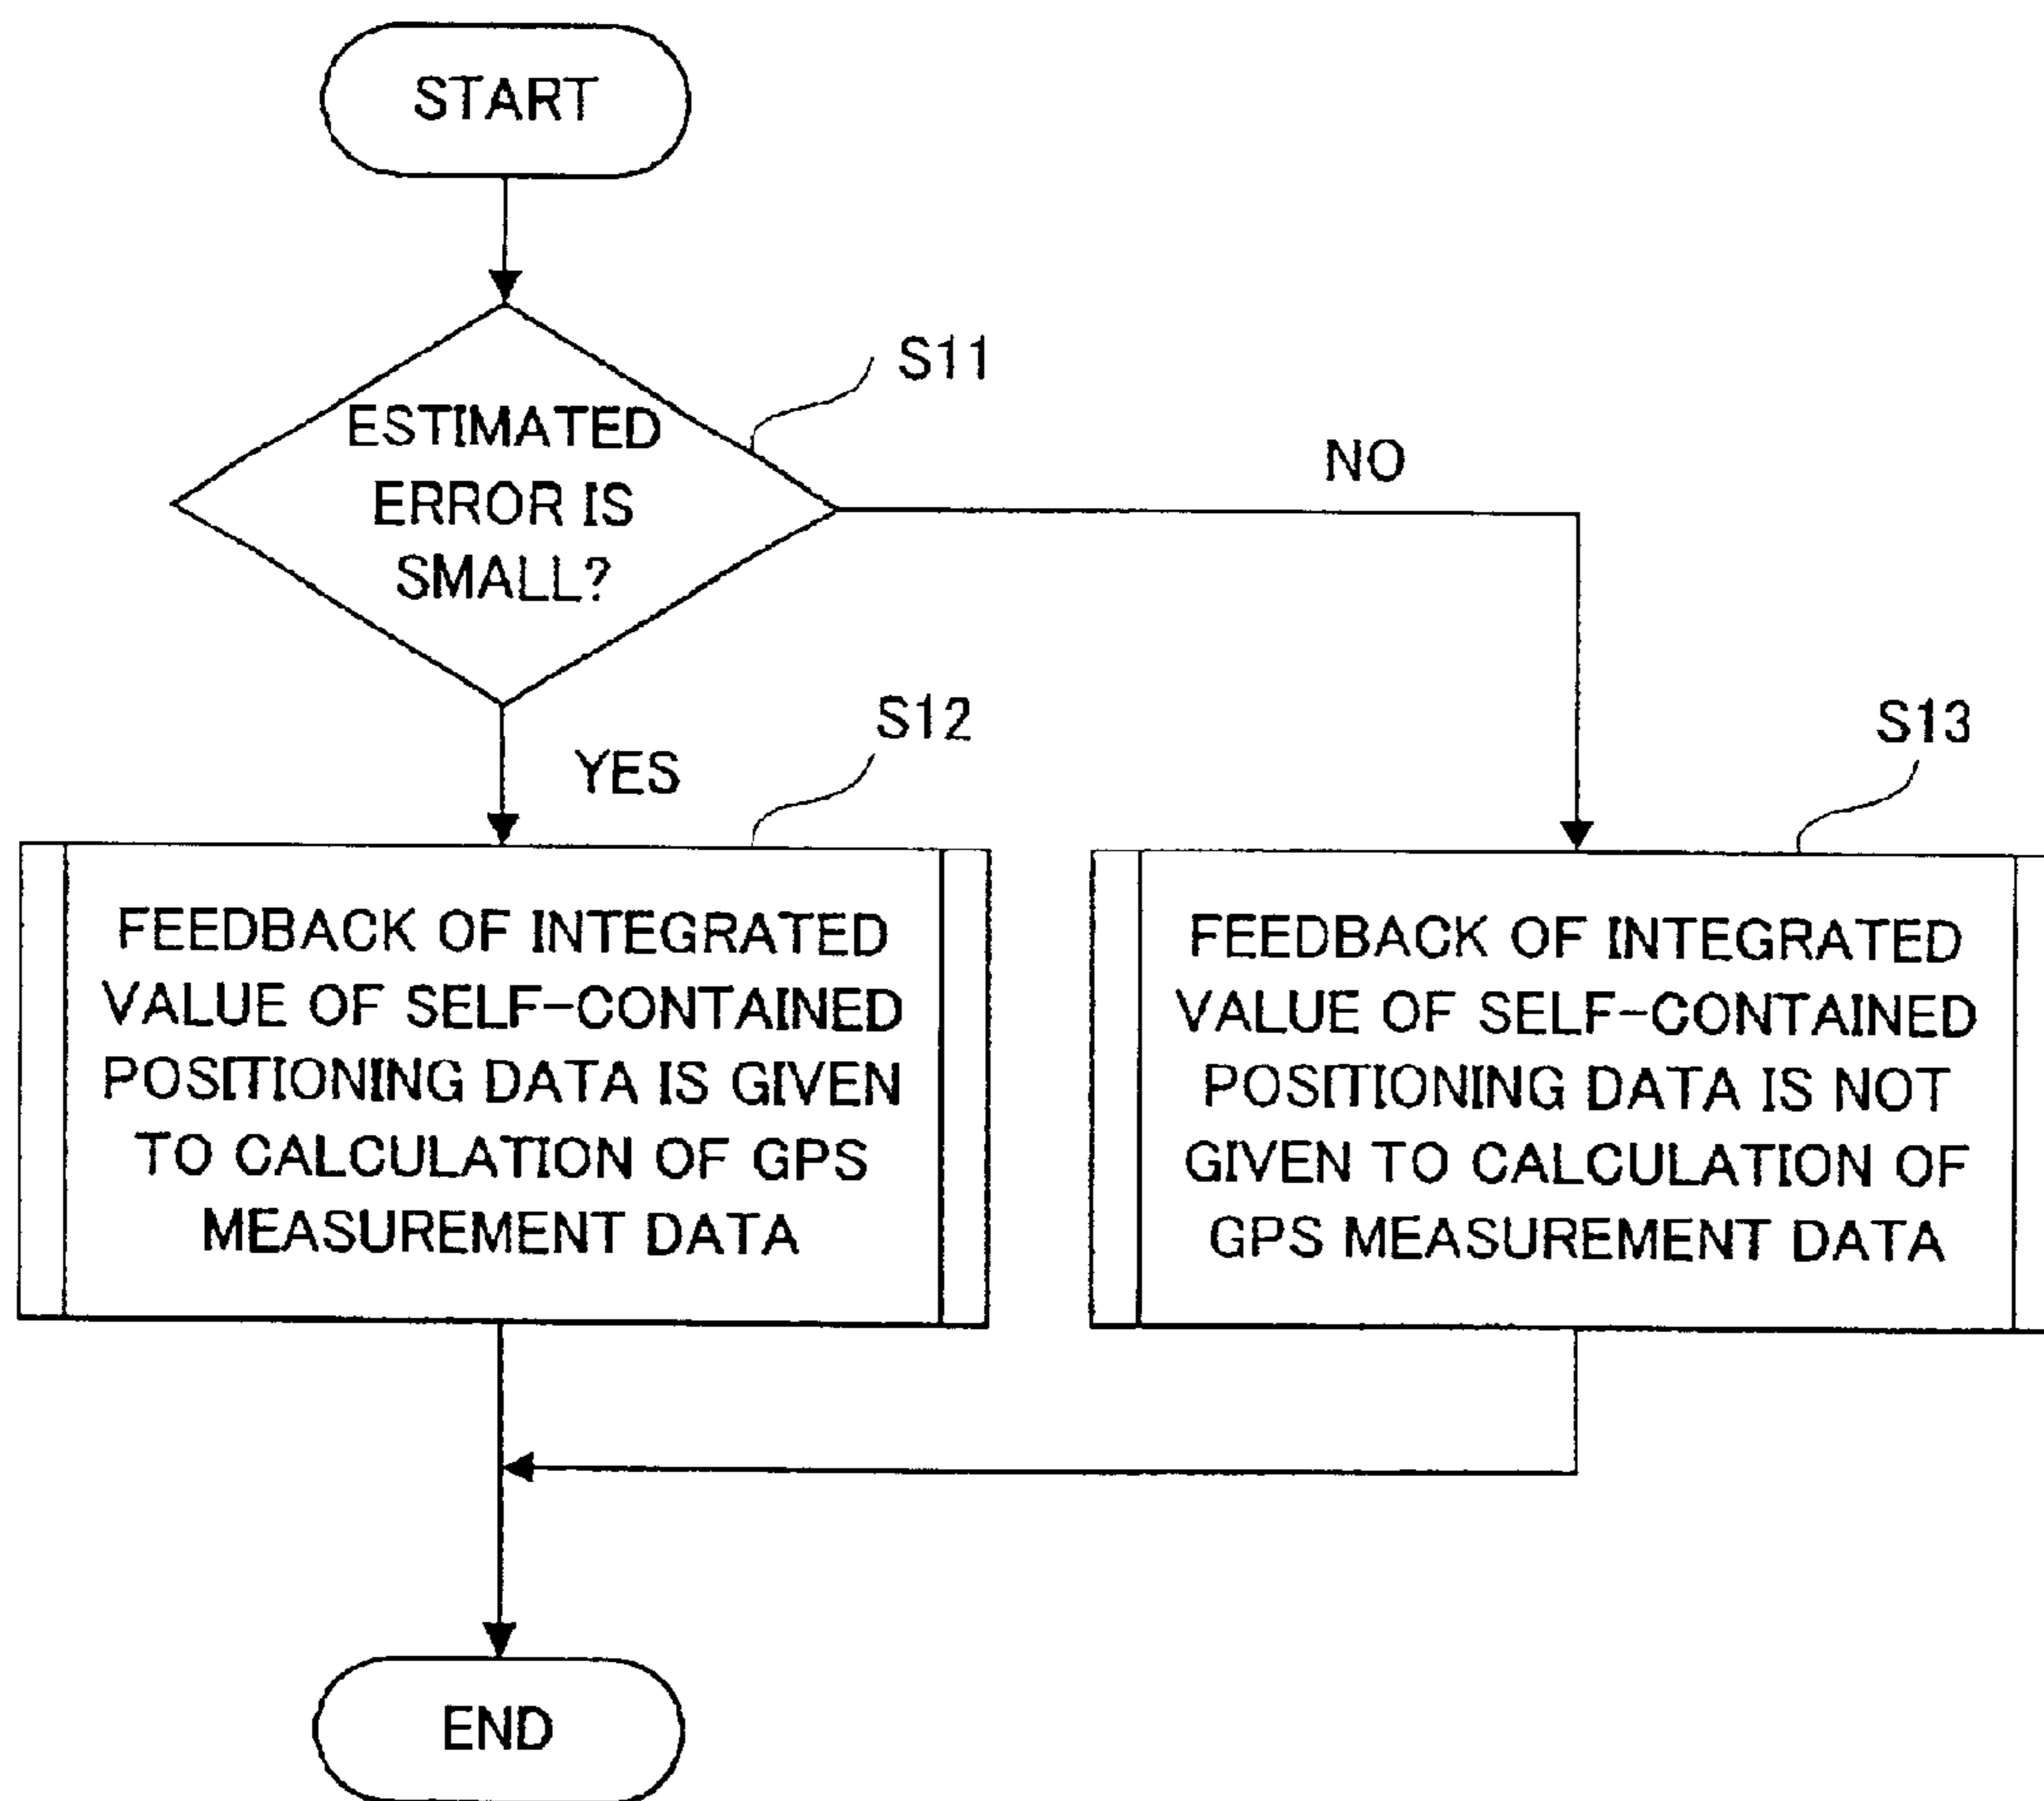 START
S11
ESTIMATED
ERROR IS
SMALL?
NO
YES
S12
FEEDBACK OF INTEGRATED
VALUE OF SELF-CONTAINED
POSITIONING DATA IS GIVEN
TO CALCULATION OF GPS
MEASUREMENT DATA
S13
FEEDBACK OF INTEGRATED
VALUE OF SELF-CONTAINED
POSITIONING DATA IS NOT
GIVEN TO CALCULATION OF
GPS MEASUREMENT DATA
END